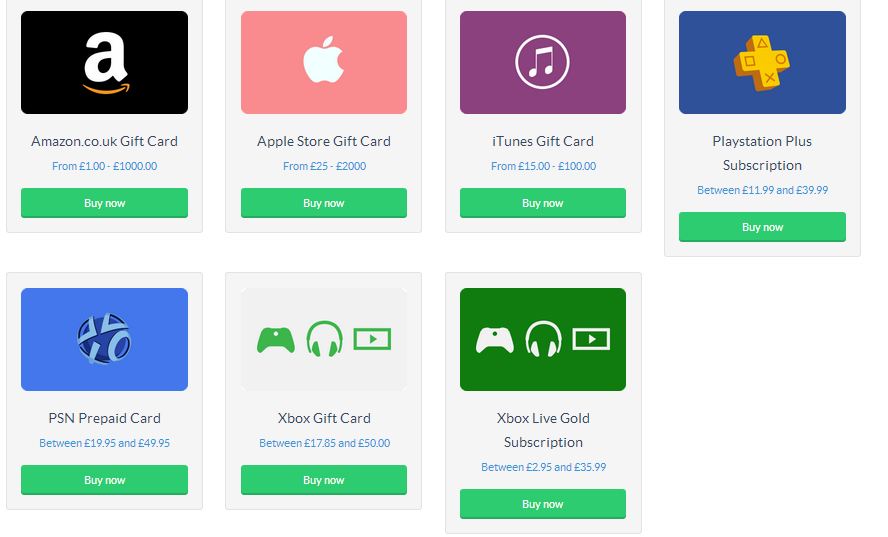 a
Amazon.co.uk Gift Card
From £1.00 - £1000.00
Buy now
Apple Store Gift Card
From £25 - £2000
Buy now
iTunes Gift Card
From £15.00 - £100.00
Buy now
Playstation Plus
Subscription
Between £11.99 and £39.99
Buy now
PSN Prepaid Card
Between £19.95 and £49.95
Buy now
Xbox Gift Card
Between £17.85 and £50.00
Buy now
Xbox Live Gold
Subscription
Between £2.95 and £35.99
Buy now